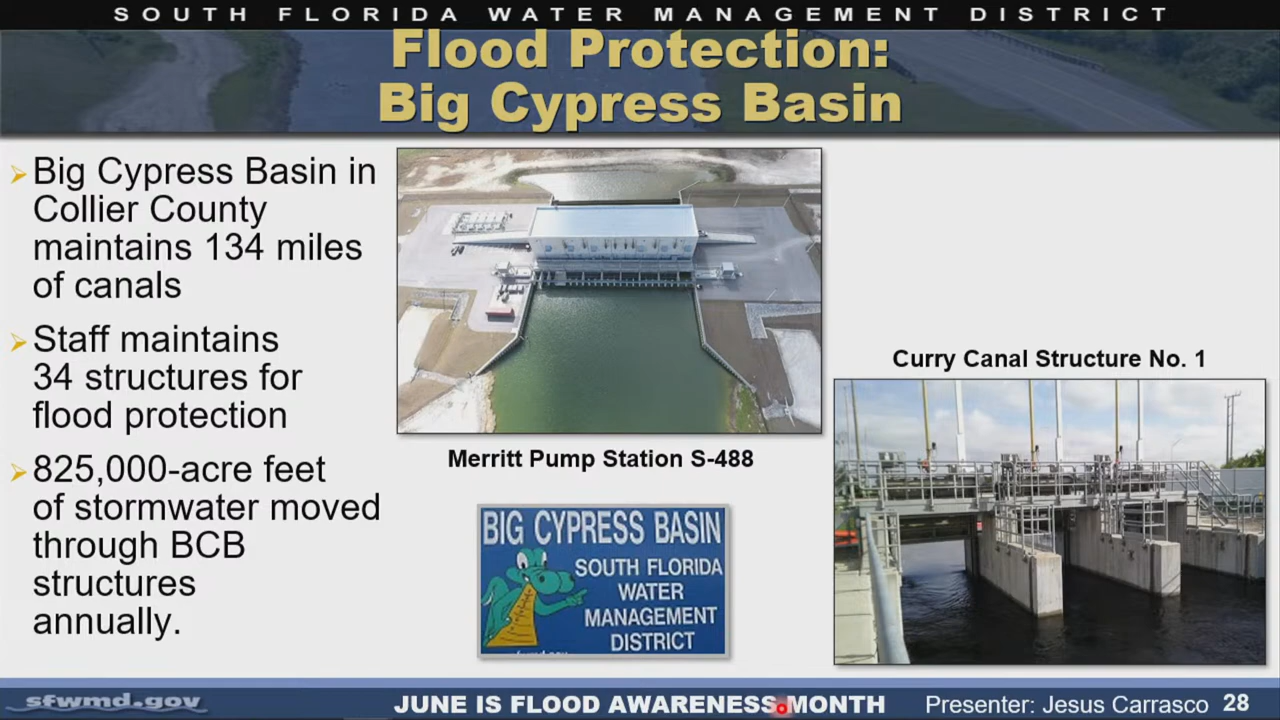 SOUTH FLORIDA WATER MANAGEMENT DISTRICT
Flood Protection:
Big Cypress Basin
Big Cypress Basin in
Collier County
maintains 134 miles
of canals
Staff maintains
34 structures for
flood protection
825,000-acre feet
of stormwater moved
through BCB
structures
annually.
Merritt Pump Station S-488
BIG CYPRESS BASIN
SOUTH FLORIDA
WATER
MANAGEMENT
DISTRICT
Curry Canal Structure No. 1
sfwmd.gov
JUNE IS FLOOD AWARENESS MONTH
Presenter: Jesus Carrasco
28